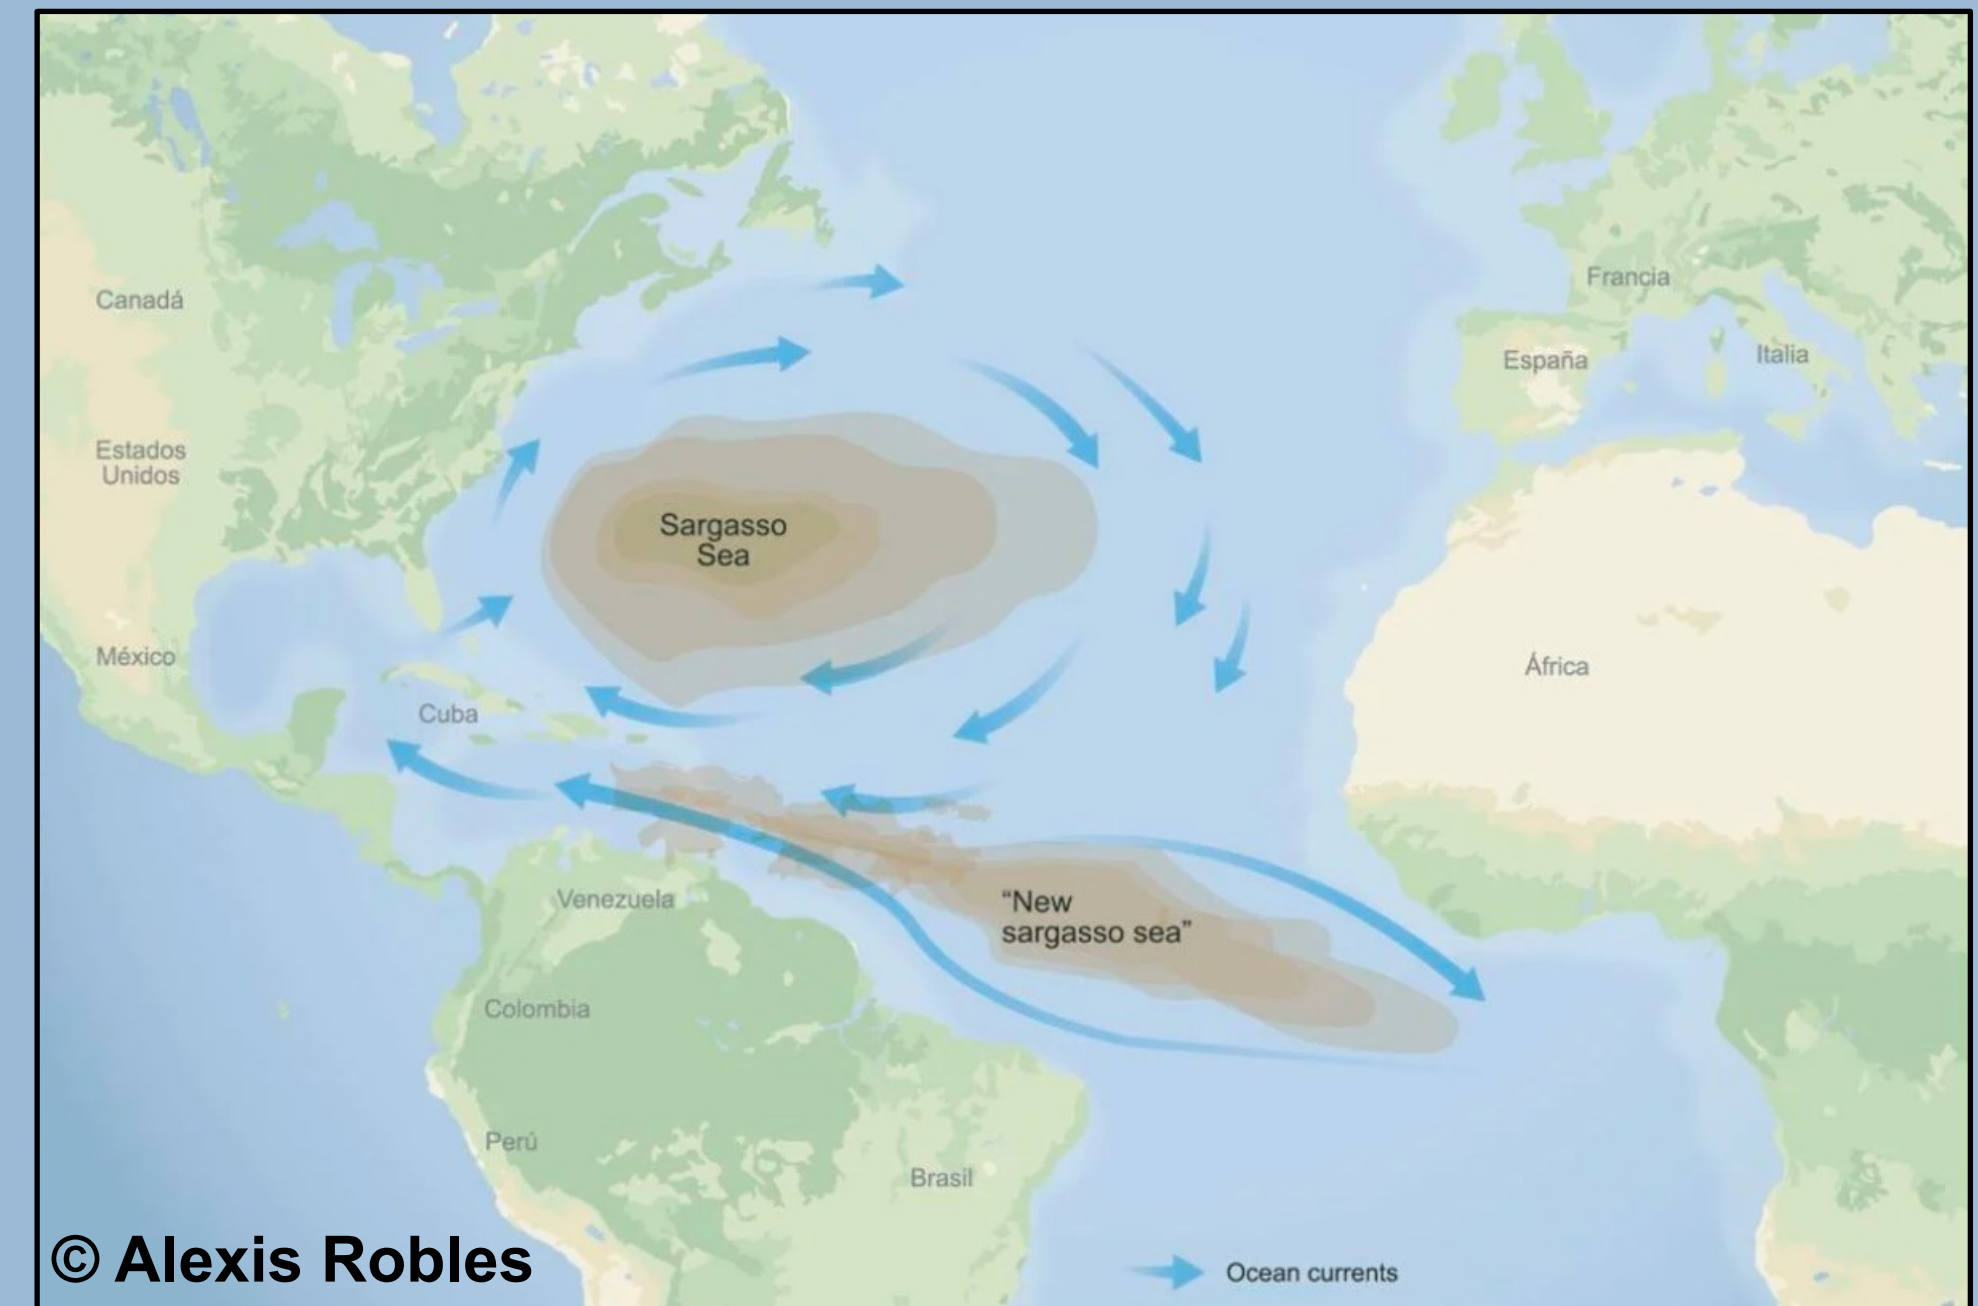 Francia
Canadá
España
Italia
Estados
Unidos
Sargasso
Sea
México
África
Cuba
Venezuela
“New
sargasso sea”
Colombia
Perú
Brasil
© Alexis Robles
Ocean currents